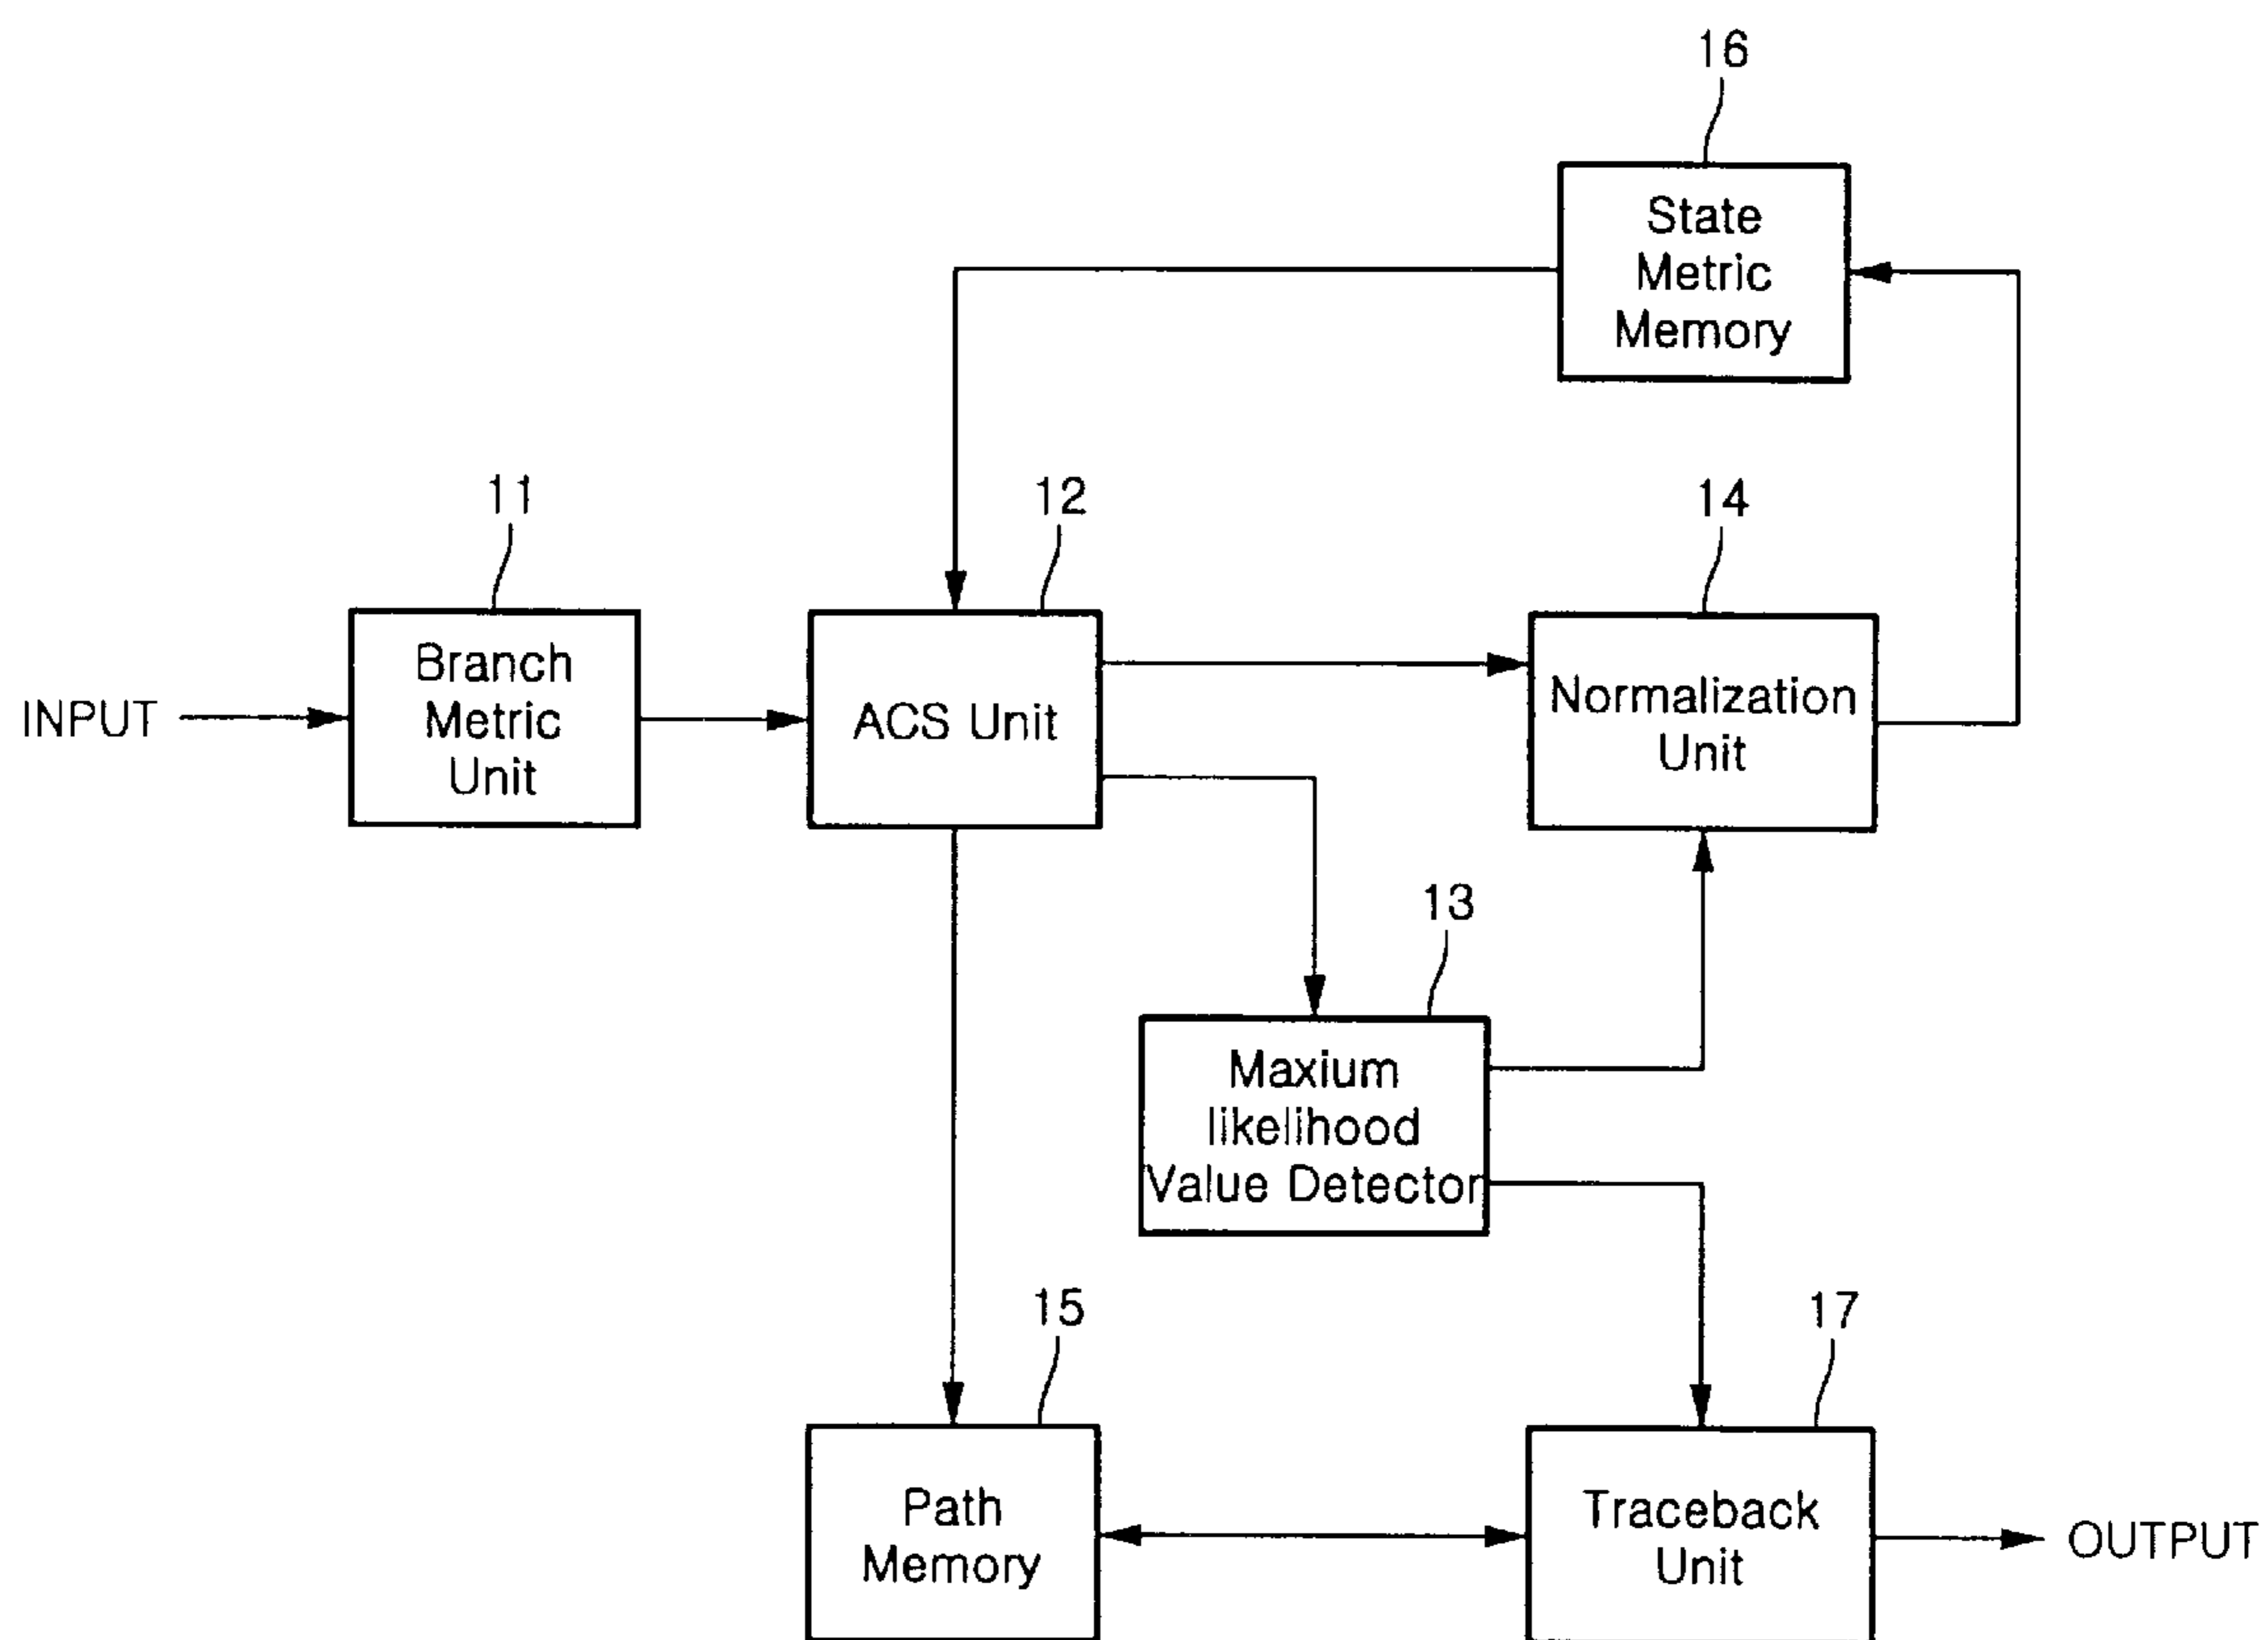 16
State
Metric
Memory
11
12
14
INPUT
Branch
Metric
Unit
ACS Unit
Normalization
Unit
13
Maxium
likelihood
Value Detector
15
17
Path
Memory
Traceback
Unit
OUTPUT